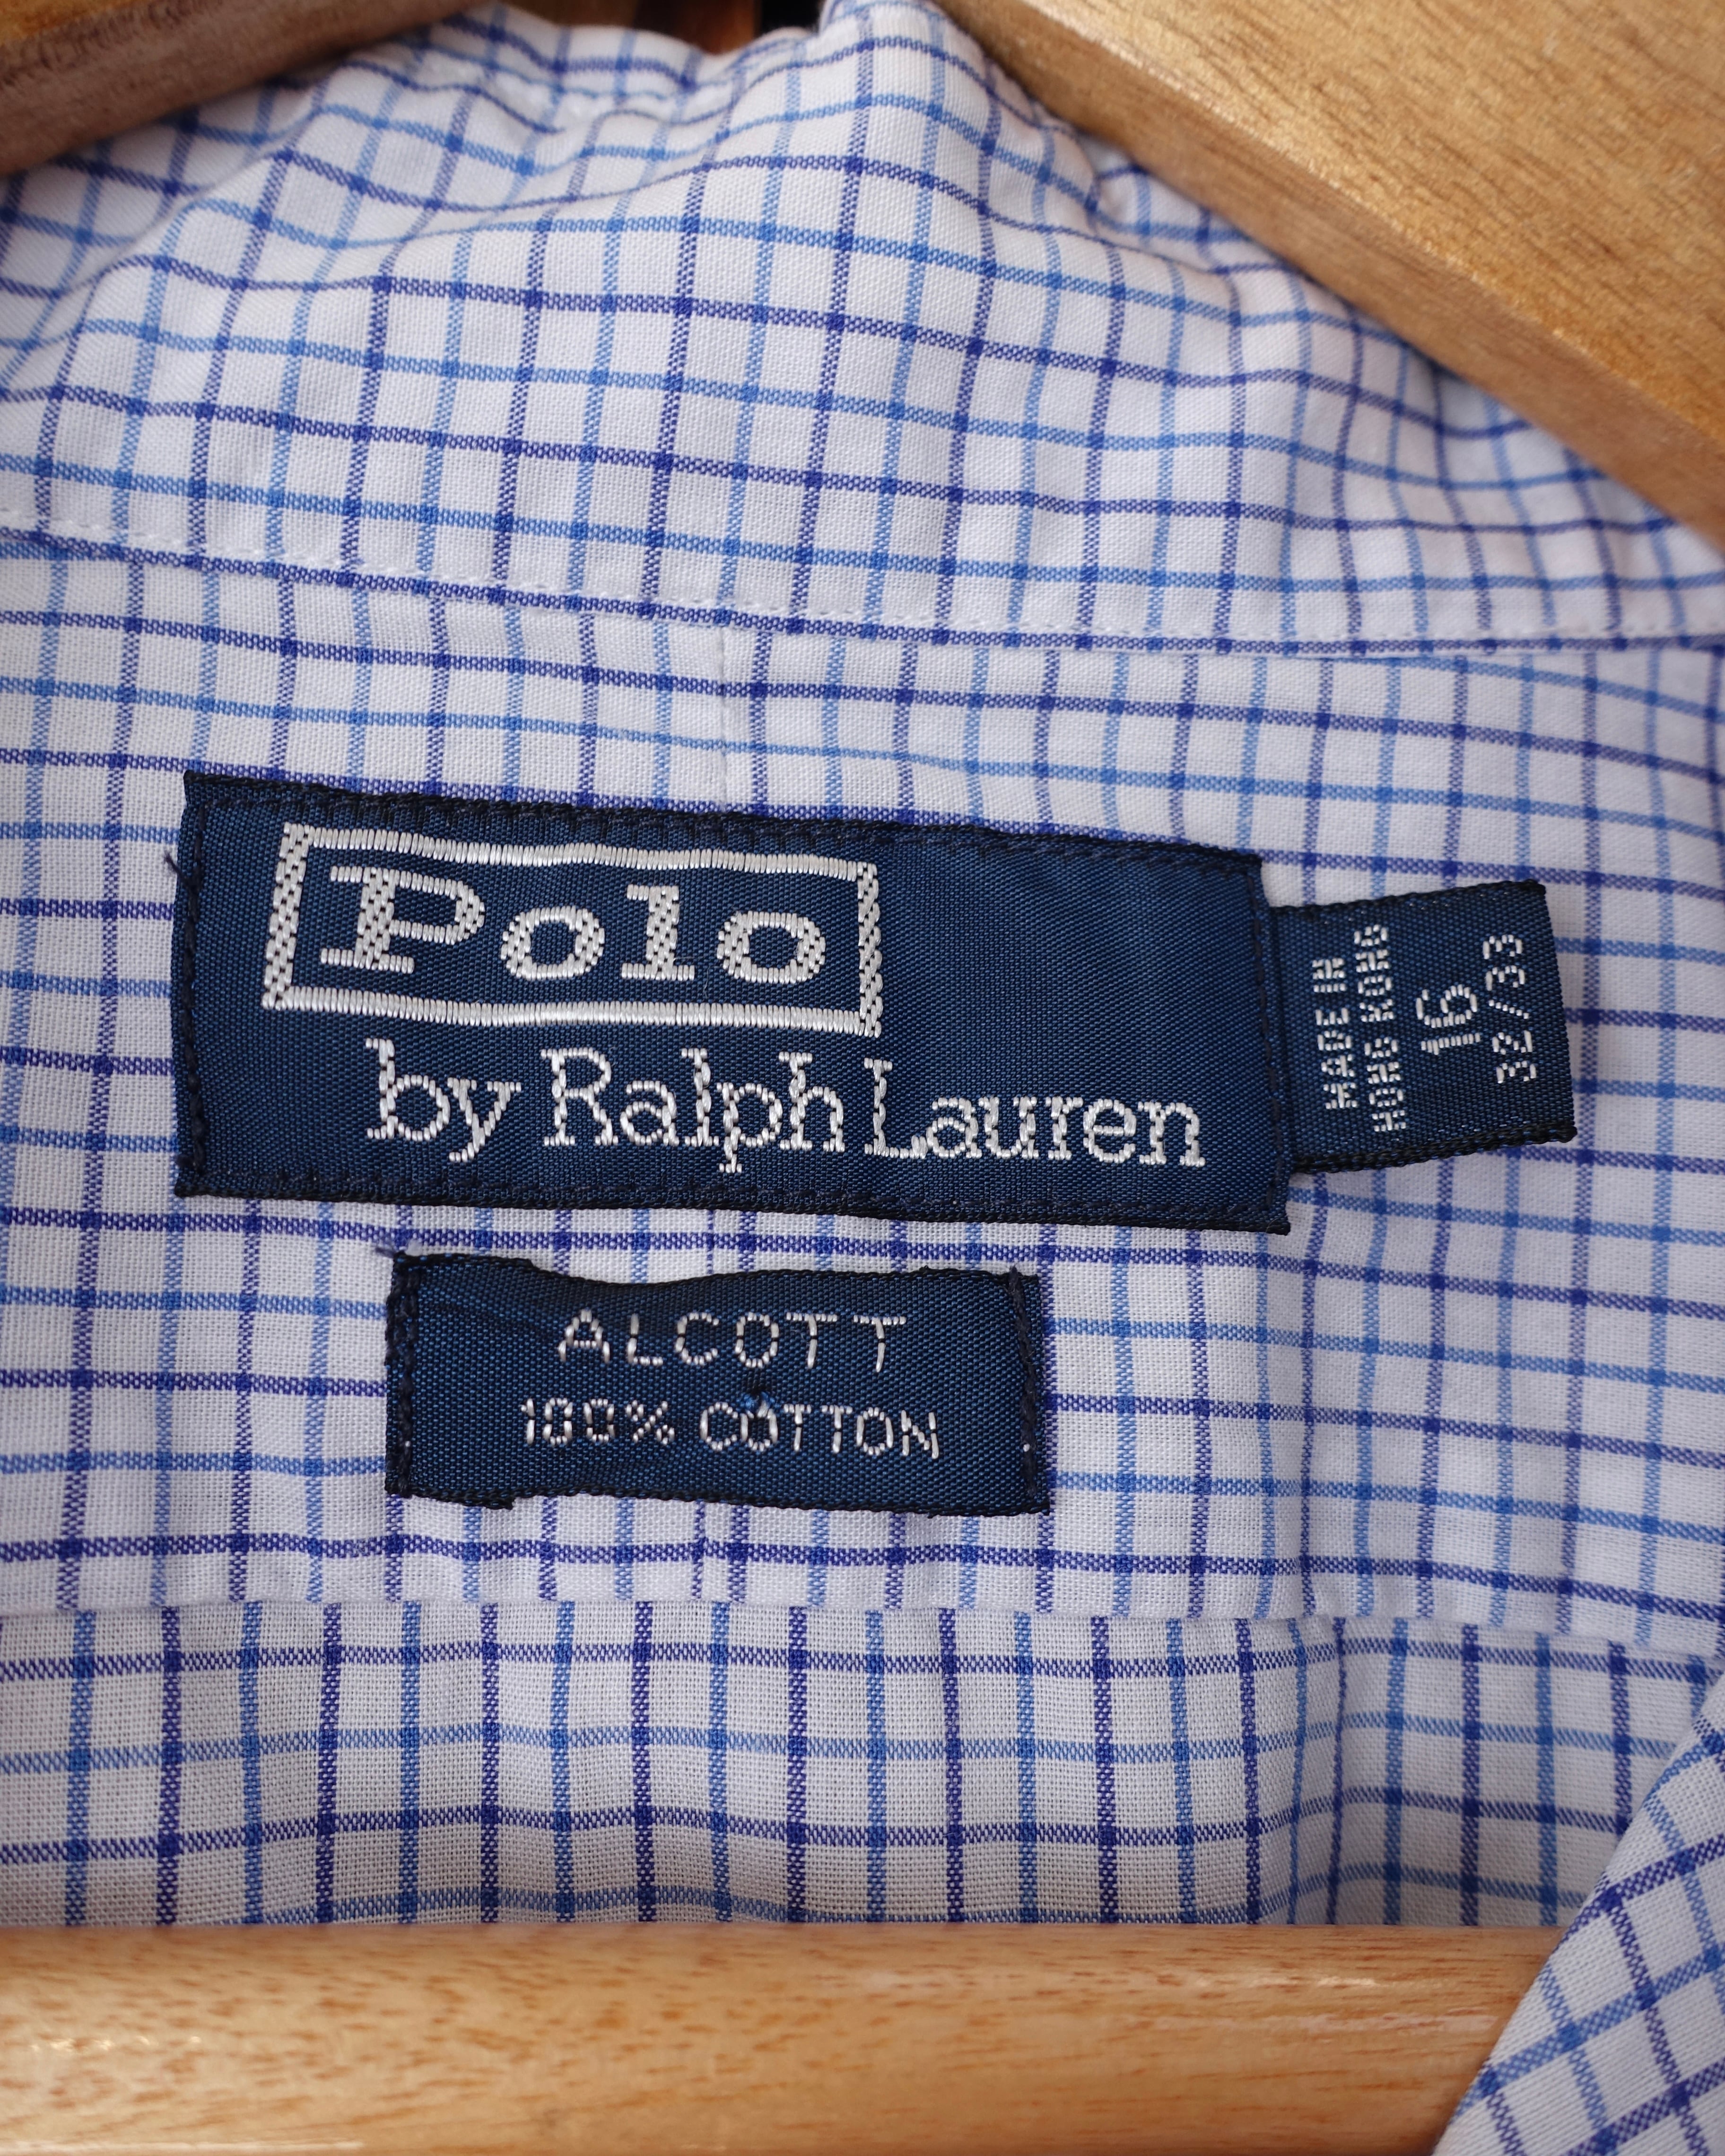 Polo
by Ralph Lauren
MADE IN
HONG KONG
16
32/33
ALCOTT
100% COTTON